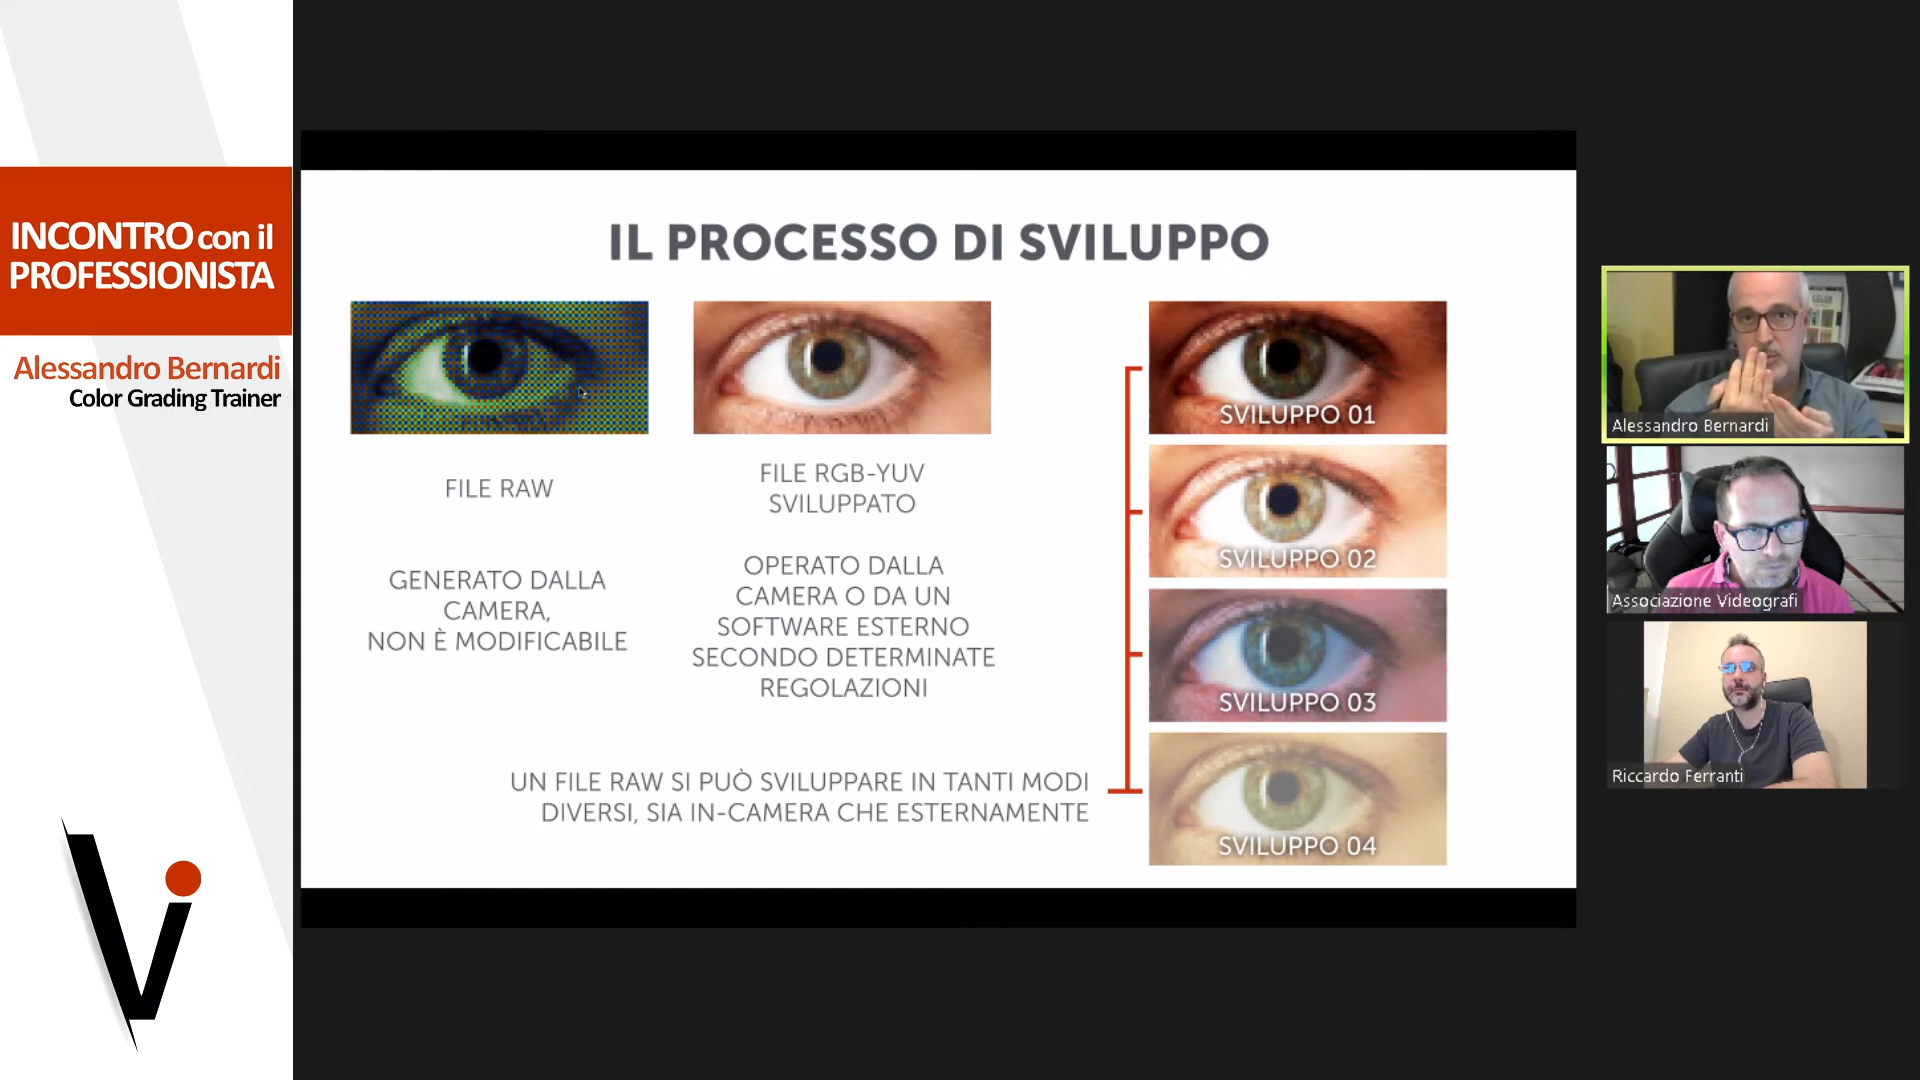 INCONTRO con il
PROFESSIONISTA
Alessandro Bernardi
Color Grading Trainer
IL PROCESSO DI SVILUPPO
FILE RAW
GENERATO DALLA
CAMERA,
NON È MODIFICABILE
FILE RGB-YUV
SVILUPPATO
OPERATO DALLA
CAMERA O DA UN
SOFTWARE ESTERNO
SECONDO DETERMINATE
REGOLAZIONI
UN FILE RAW SI PUÒ SVILUPPARE IN TANTI MODI
DIVERSI, SIA IN-CAMERA CHE ESTERNAMENTE
SVILUPPO 01
SVILUPPO 02
SVILUPPO 03
SVILUPPO 04
Alessandro Bernardi
Associazione Videografi
Riccardo Ferranti